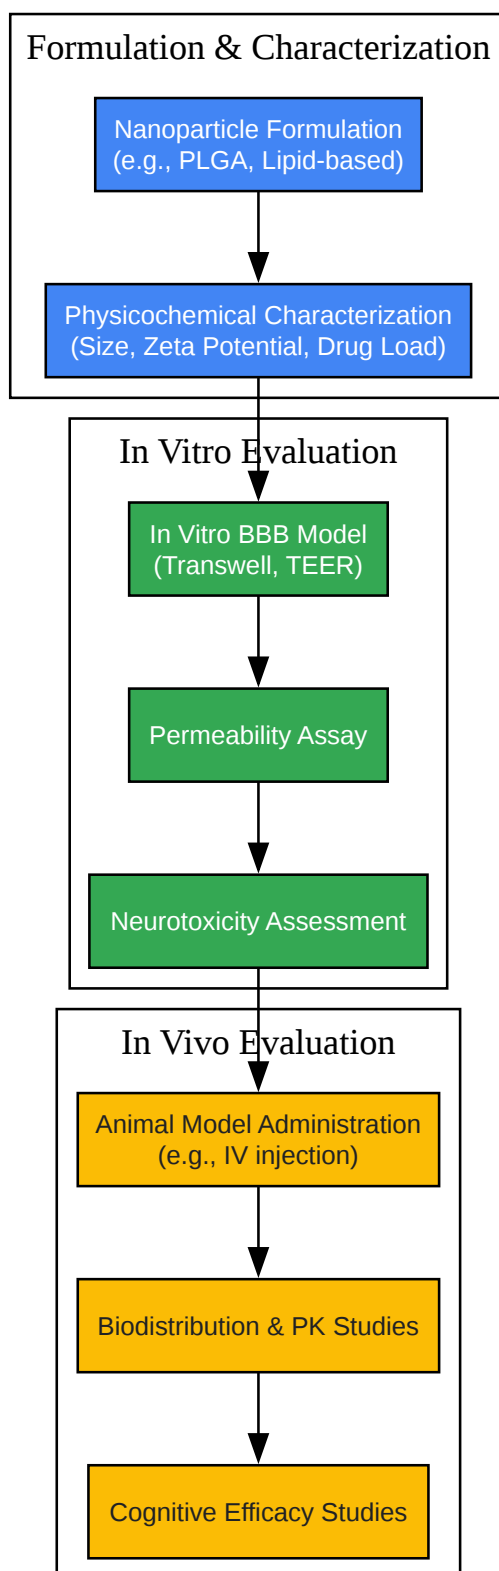 Formulation & Characterization
Nanoparticle Formulation
(e.g., PLGA, Lipid-based)
Physicochemical Characterization
(Size, Zeta Potential, Drug Load)
In Vitro Evaluation
In Vitro BBB Model
(Transwell, TEER)
Permeability Assay
Neurotoxicity Assessment
In Vivo Evaluation
Animal Model Administration
(e.g., IV injection)
Biodistribution & PK Studies
Cognitive Efficacy Studies